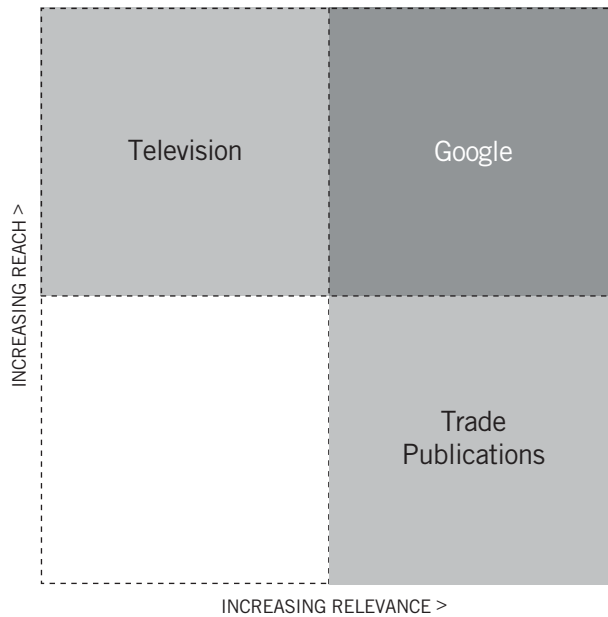 Television
Google
INCREASING REACH >
Trade
Publications
INCREASING RELEVANCE >